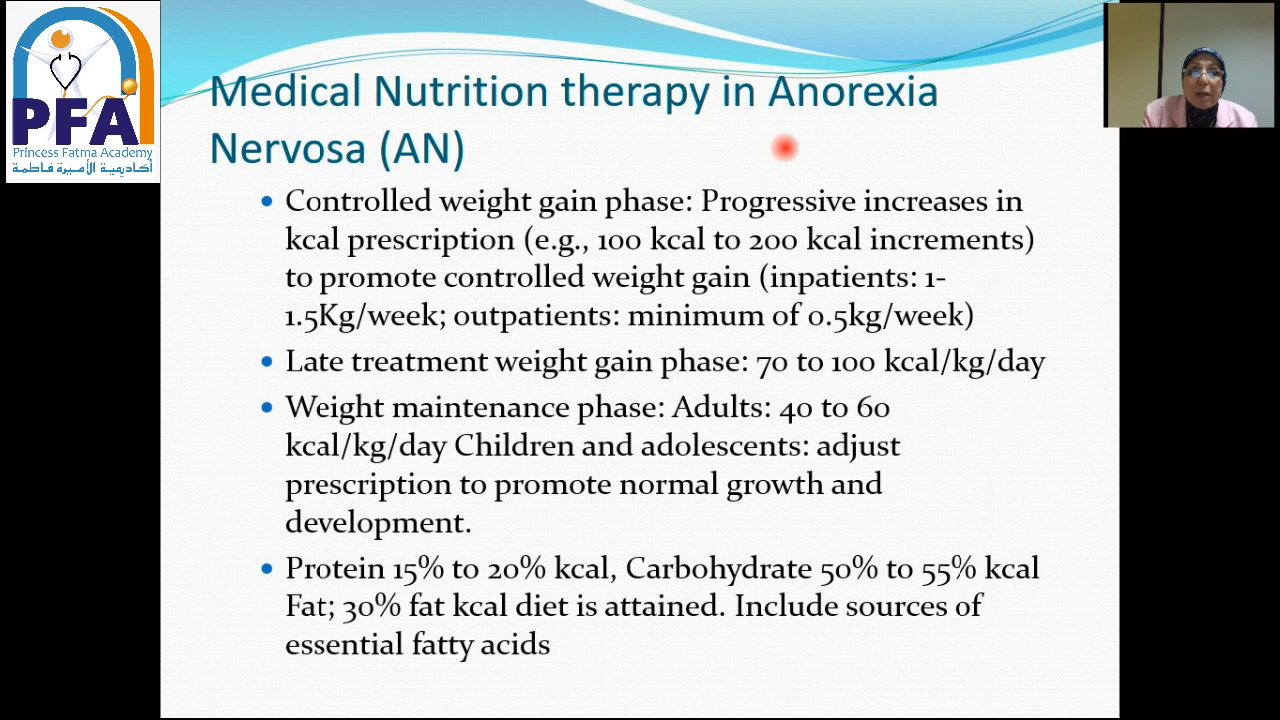 PFA
Princess Fatma Academy
أكاديمية الأميرة فاطمة
Medical Nutrition therapy in Anorexia
Nervosa (AN)
Controlled weight gain phase: Progressive increases in
kcal prescription (e.g., 100 kcal to 200 kcal increments)
to promote controlled weight gain (inpatients: 1-
1.5Kg/week; outpatients: minimum of 0.5kg/week)
Late treatment weight gain phase: 70 to 100 kcal/kg/day
Weight maintenance phase: Adults: 40 to 60
kcal/kg/day Children and adolescents: adjust
prescription to promote normal growth and
development.
Protein 15% to 20% kcal, Carbohydrate 50% to 55% kcal
Fat; 30% fat kcal diet is attained. Include sources of
essential fatty acids